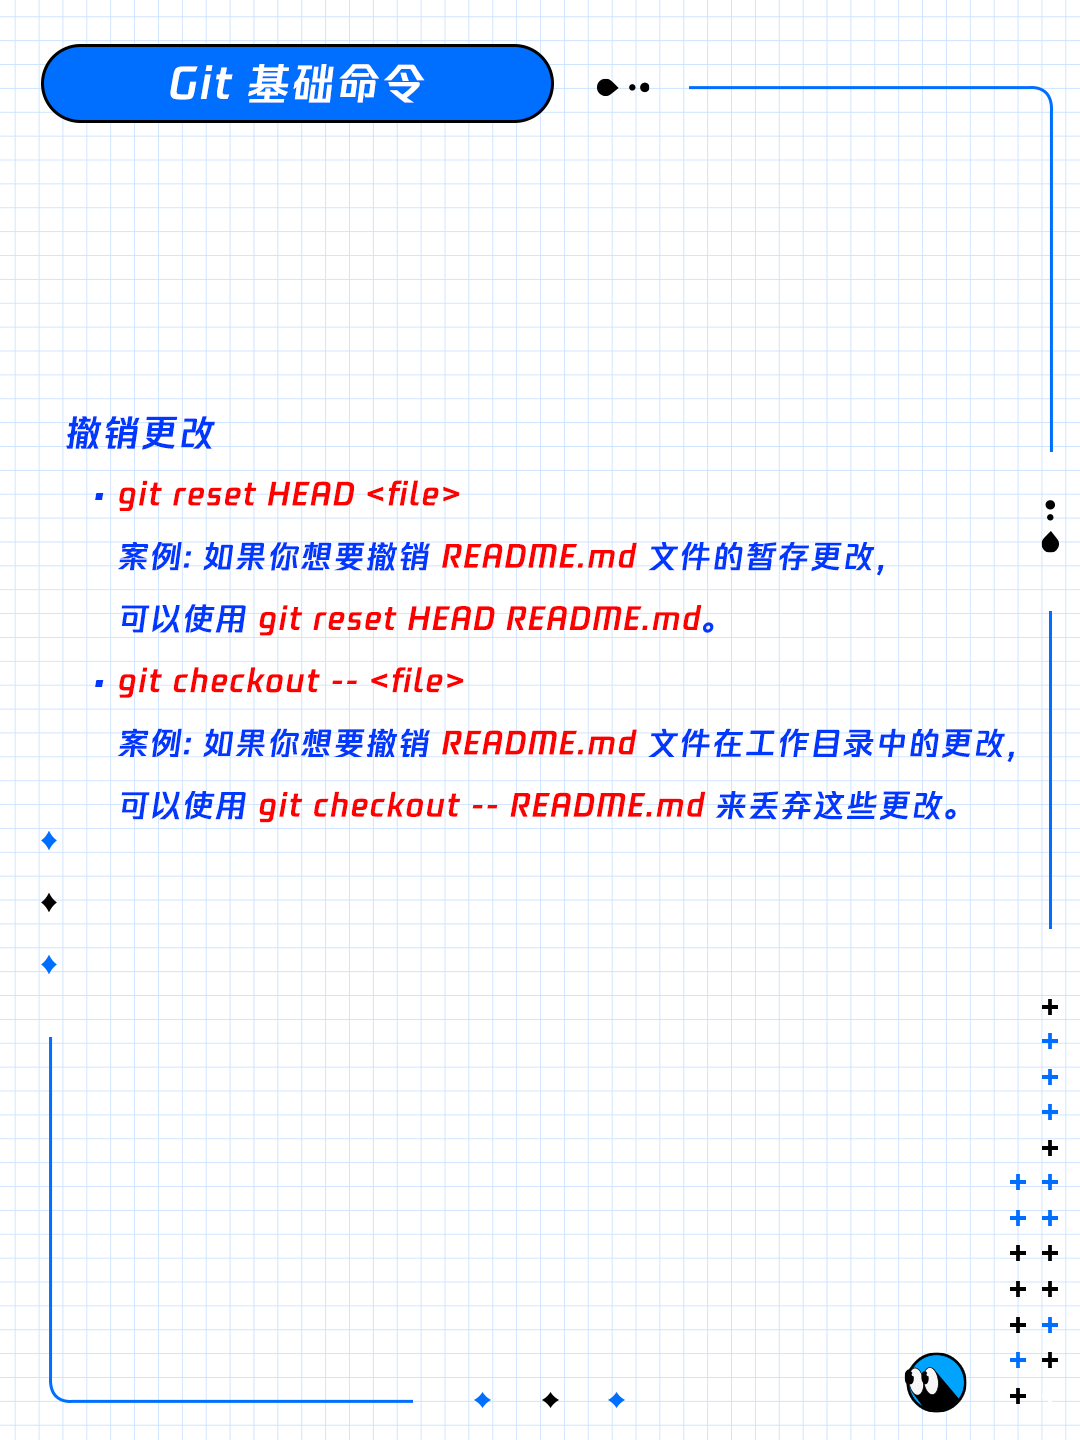 Git 基础命令
撤销更改
· git reset HEAD <file>
案例: 如果你想要撤销 README.md 文件的暂存更改,
可以使用 git reset HEAD README.md。
· git checkout -- <file>
案例: 如果你想要撤销 README.md 文件在工作目录中的更改,
可以使用 git checkout -- README.md 来丢弃这些更改。